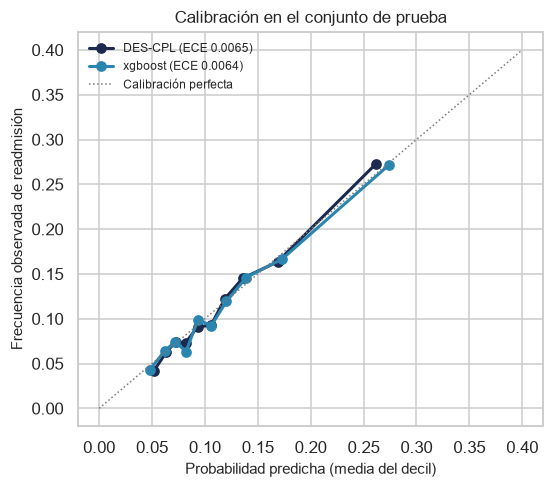 Calibración en el conjunto de prueba
DES-CPL (ECE 0.0065)
xgboost (ECE 0.0064)
Calibración perfecta
Frecuencia observada de readmisión
0.40
0.35
0.30
0.25
0.20
0.15
0.10
0.05
0.00
0.00 0.05 0.10 0.15 0.20 0.25 0.30 0.35 0.40
Probabilidad predicha (media del decil)